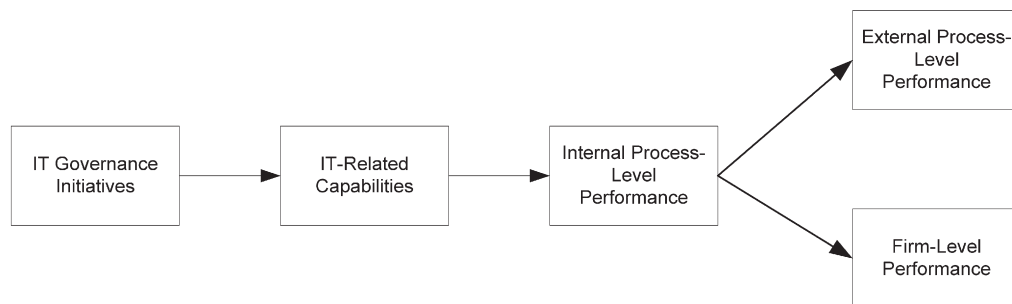 IT Governance
Initiatives
IT-Related
Capabilities
Internal Process-
Level
Performance
External Process-
Level
Performance
Firm-Level
Performance